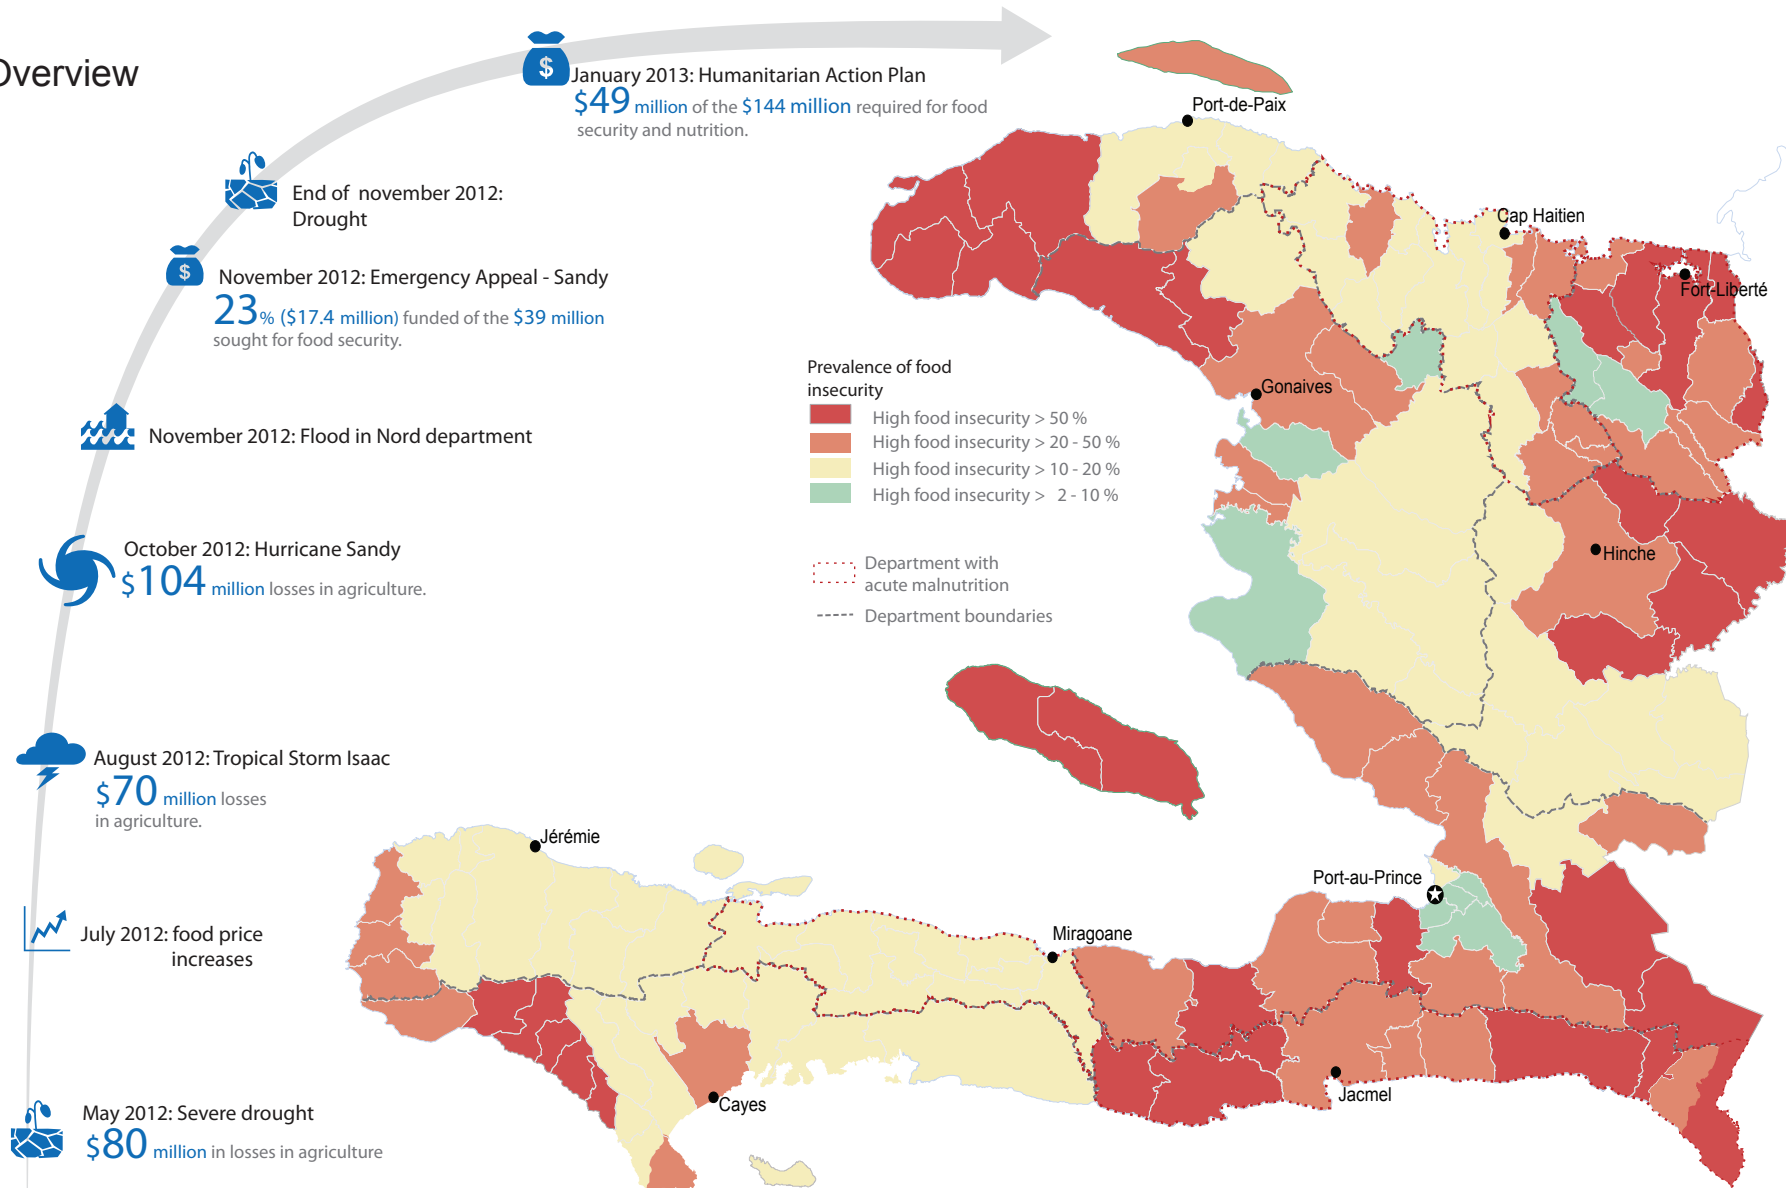 Overview
January 2013: Humanitarian Action Plan
$49 million of the $144 million required for food
security and nutrition.
End of november 2012:
Drought
November 2012: Emergency Appeal - Sandy
23% ($17.4 million) funded of the $39 million
sought for food security.
November 2012: Flood in Nord department
October 2012: Hurricane Sandy
$104 million losses in agriculture.
August 2012: Tropical Storm Isaac
$70 million losses
in agriculture.
July 2012: food price
increases
May 2012: Severe drought
$80 million in losses in agriculture
Prevalence of food
insecurity
High food insecurity > 50 %
High food insecurity > 20 - 50 %
High food insecurity > 10 - 20 %
High food insecurity > 2 - 10 %
Department with
acute malnutrition
Department boundaries
Port-de-Paix
Cap Haitien
Fort-Liberté
Gonaives
Hinche
Jérémie
Port-au-Prince
Miragoane
Jacmel
Cayes
$
$